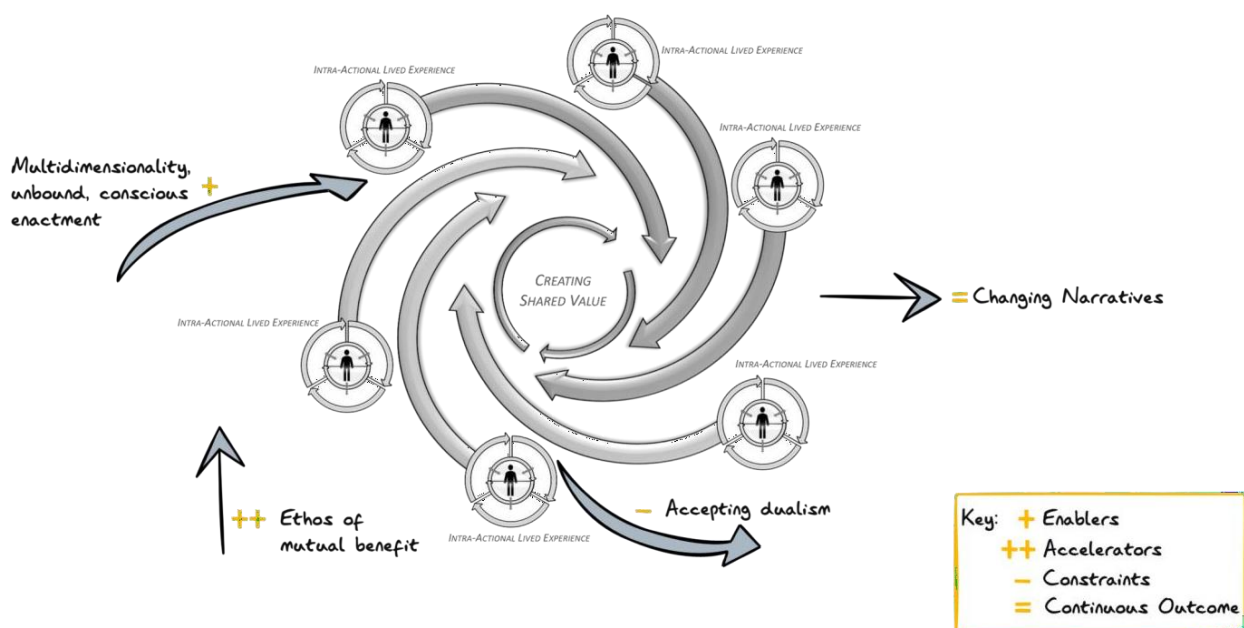 INTRA-ACTIONAL LIVED EXPERIENCE
INTRA-ACTIONAL LIVED EXPERIENCE
INTRA-ACTIONAL LIVED EXPERIENCE
Multidimensionality,
unbound, conscious +
enactment
CREATING
SHARED VALUE
= Changing Narratives
INTRA-ACTIONAL LIVED EXPERIENCE
INTRA-ACTIONAL LIVED EXPERIENCE
++ Ethos of
mutual benefit
- Accepting dualism
INTRA-ACTIONAL LIVED EXPERIENCE
Key: + Enablers
++ Accelerators
- Constraints
= Continuous Outcome